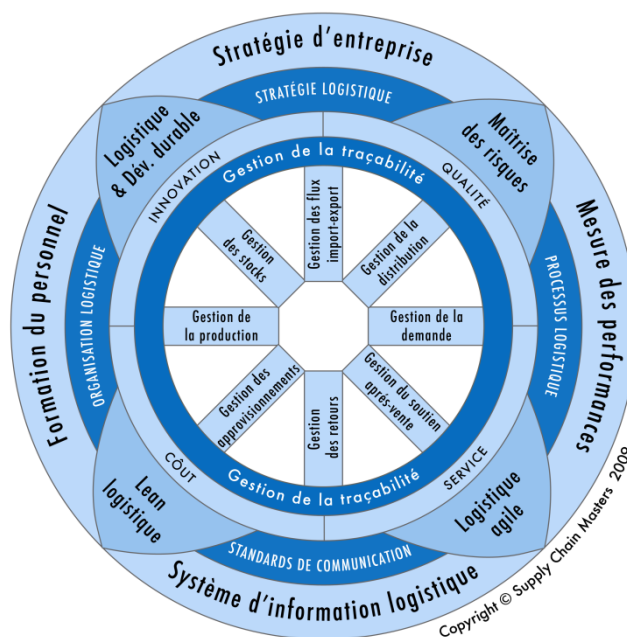 Stratégie d'entreprise
STRATÉGIE LOGISTIQUE
Logistique
& Dév. durable
Maîtrise
des risques
INNOVATION
QUALITÉ
Gestion de la traçabilité
Gestion des flux
import-export
Gestion
des stocks
Gestion de la
distribution
Formation du personnel
ORGANISATION LOGISTIQUE
Gestion de
la production
Gestion de la
demande
PROCESSUS LOGISTIQUE
Mesure des performances
Gestion des
approvisionnements
Gestion
des retours
Gestion du soutien
aprés-vente
Gestion de la traçabilité
CÔUT
SERVICE
Lean
logistique
Logistique
agile
STANDARDS DE COMMUNICATION
Système d'information logistique
Copyright © Supply Chain Masters 2009